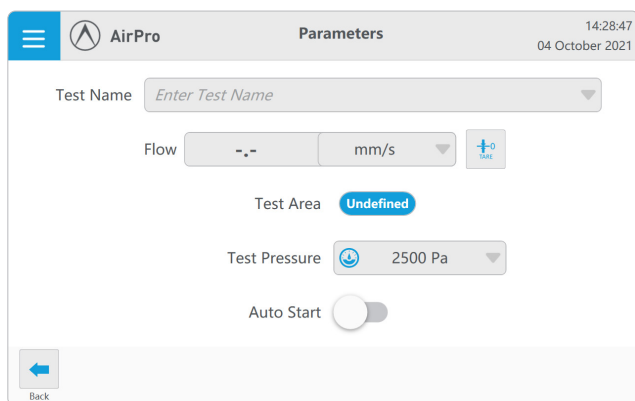 AirPro
Parameters
14:28:47
04 October 2021
Test Name Enter Test Name
Flow -.- mm/s
0
TARE
Test Area Undefined
Test Pressure 2500 Pa
Auto Start
Back